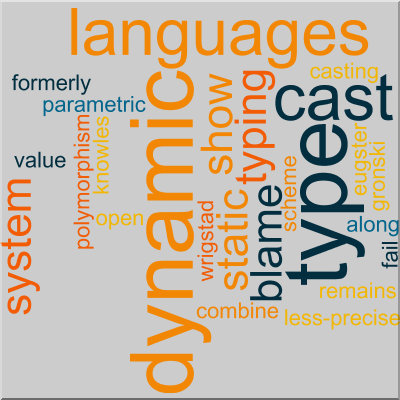 languages
formerly
casting
parametric
cast
dynamic
show
typing
type
knowles
polymorphism
value
eugster
gronski
scheme
system
open
wrigstad
static
blame
along
fail
remains
combine
less-precise